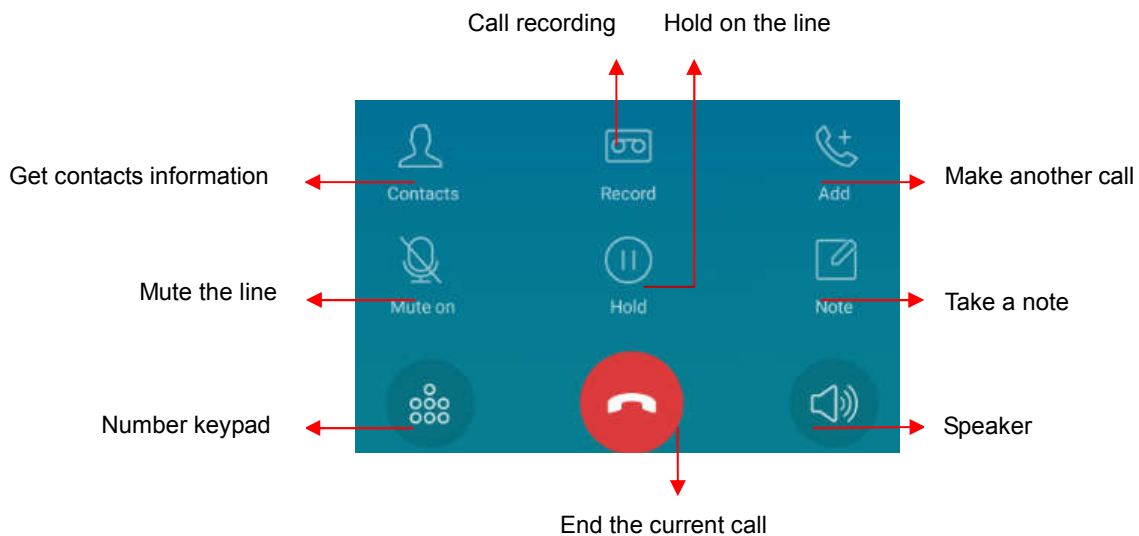 Call recording
Hold on the line
Get contacts information
Contacts
Record
Add
Make another call
Mute the line
Mute on
Hold
Note
Take a note
Number keypad
Speaker
End the current call